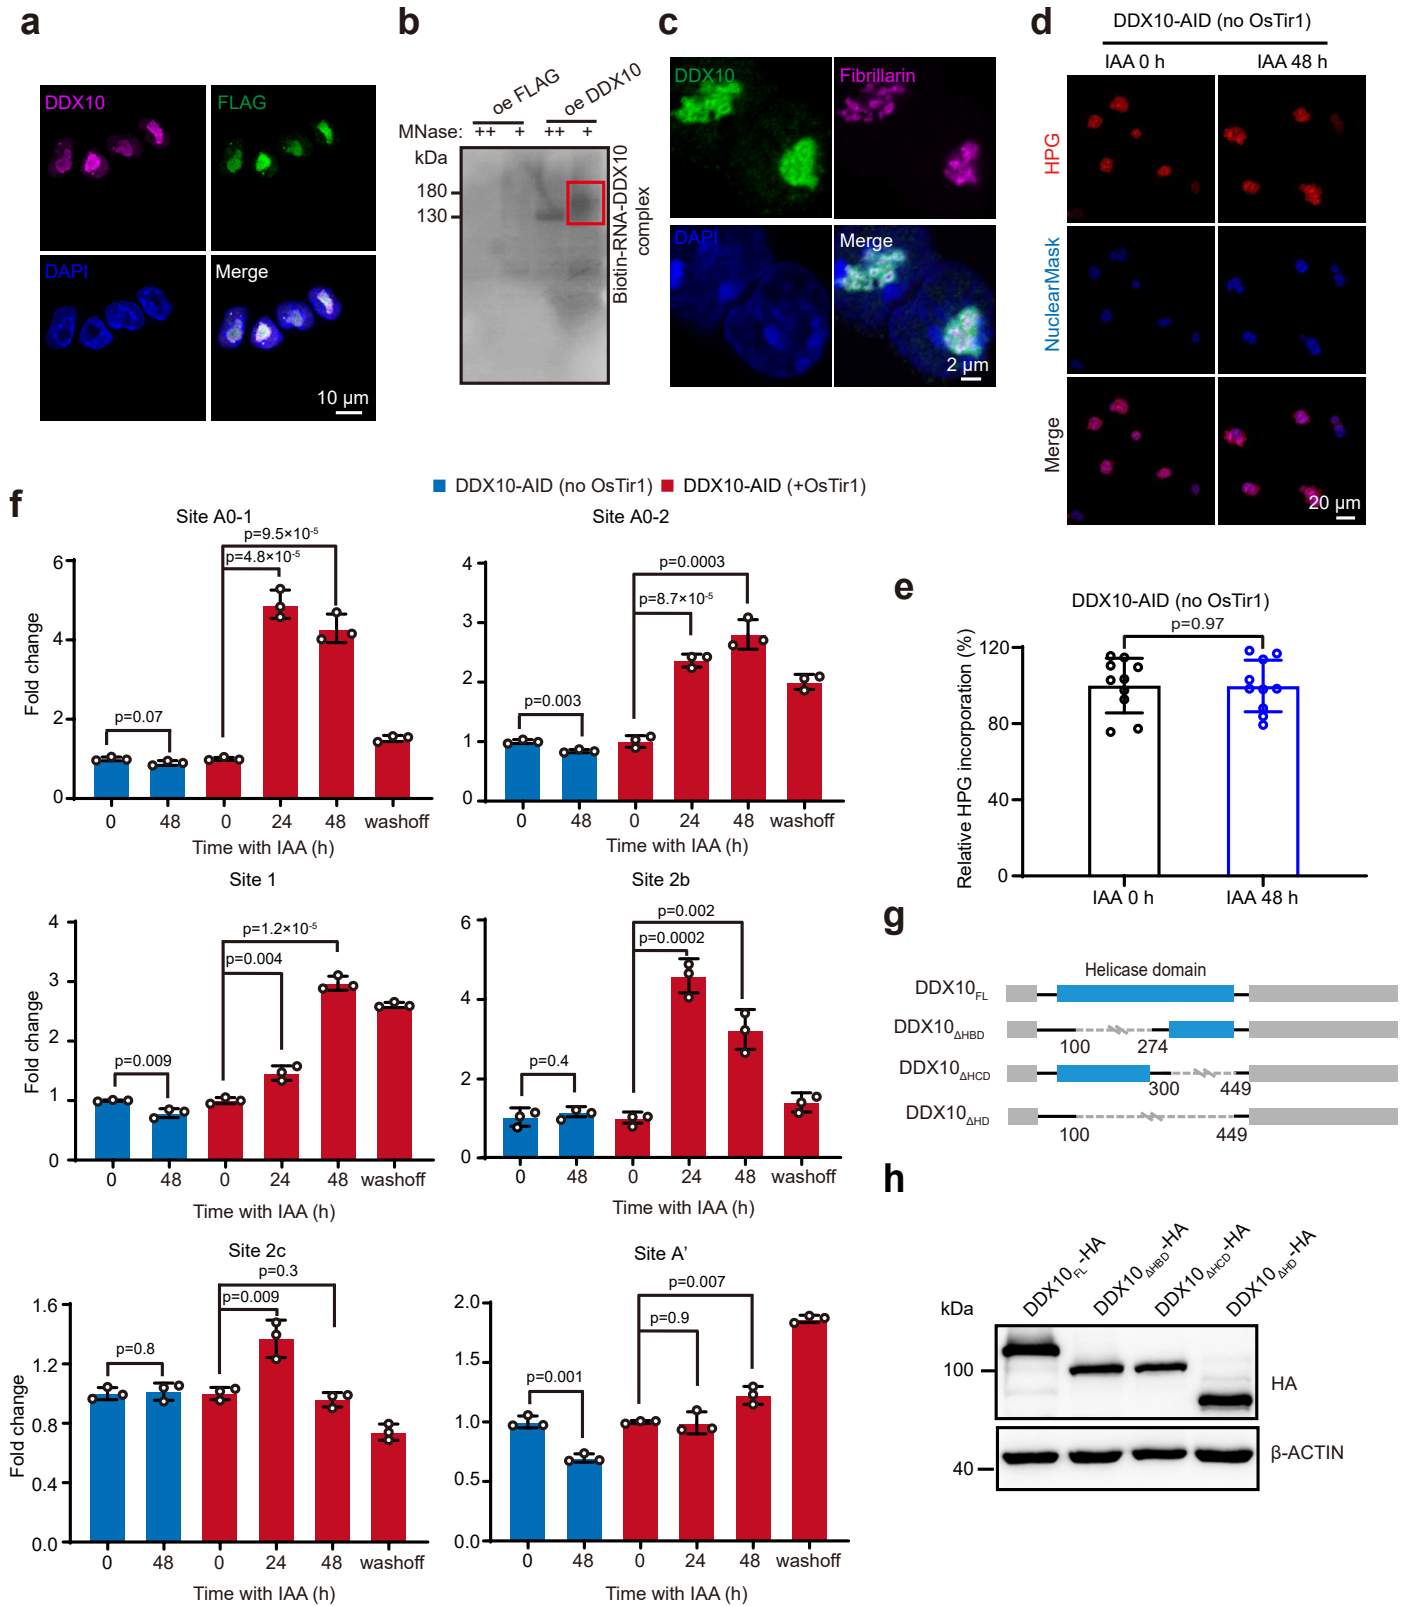 a
DDX10
FLAG
DAPI
Merge
10 µm
b
oe FLAG
oe DDX10
MNase: ++ + ++ +
kDa
180
130
Biotin-RNA-DDX10
complex
c
DDX10
Fibrillarin
DAPI
Merge
2 µm
d
DDX10-AID (no OsTir1)
IAA 0 h
IAA 48 h
HPG
NuclearMask
Merge
20 µm
f
DDX10-AID (no OsTir1)
DDX10-AID (+OsTir1)
Site A0-1
p=9.5×10-5
p=4.8×10-5
p=0.07
Fold change
6
4
2
0
0 48 0 24 48 washoff
Time with IAA (h)
Site A0-2
p=0.0003
p=8.7×10-5
p=0.003
4
3
2
1
0
0 48 0 24 48 washoff
Time with IAA (h)
Site 1
p=1.2×10-5
p=0.004
p=0.009
Fold change
4
3
2
1
0
0 48 0 24 48 washoff
Time with IAA (h)
Site 2b
p=0.002
p=0.0002
p=0.4
6
4
2
0
0 48 0 24 48 washoff
Time with IAA (h)
Site 2c
p=0.3
p=0.009
p=0.8
Fold change
1.6
1.2
0.8
0.4
0.0
0 48 0 24 48 washoff
Time with IAA (h)
Site A’
p=0.007
p=0.9
p=0.001
2.0
1.5
1.0
0.5
0.0
0 48 0 24 48 washoff
Time with IAA (h)
e
DDX10-AID (no OsTir1)
p=0.97
Relative HPG incorporation (%)
120
80
40
0
IAA 0 h
IAA 48 h
g
Helicase domain
DDX10FL
DDX10ΔHBD
100 274
DDX10ΔHCD
300 449
DDX10ΔHD
100 449
h
DDX10FL-HA
DDX10ΔHBD-HA
DDX10ΔHCD-HA
DDX10ΔHD-HA
kDa
100
HA
40
β-ACTIN